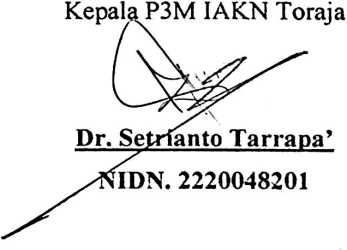 Kepala P3M IAKN Toraja
Dr. Setrianto Tarrapa'
NIDN. 2220048201